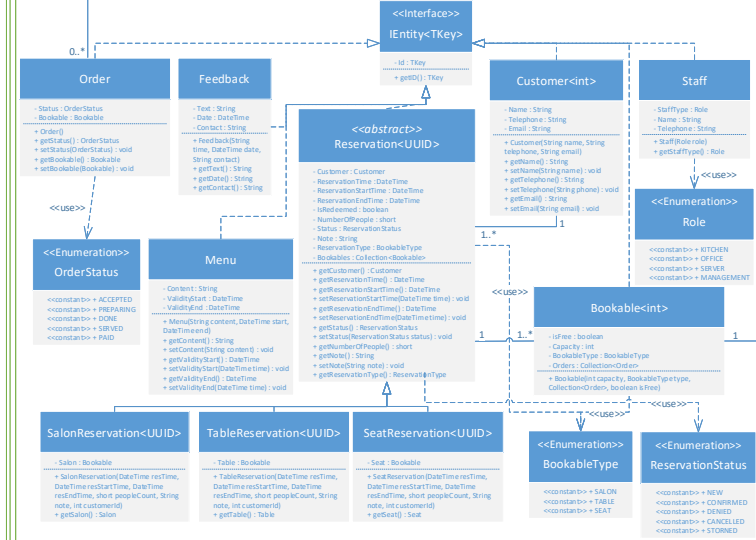 <<Interface>>
IEntity<TKey>
- Id : TKey
+ getID() : TKey
0..*
Order
- Status : OrderStatus
- Bookable : Bookable
+ Order()
+ getStatus() : OrderStatus
+ setStatus(OrderStatus) : void
+ getBookable() : Bookable
+ setBookable(Bookable) : void
Feedback
- Text : String
- Date : DateTime
- Contact : String
+ Feedback(String
time, DateTime date,
String contact)
+ getText() : String
+ getDate() : String
+ getContact() : String
Customer<int>
- Name : String
- Telephone : String
- Email : String
+ Customer(String name, String
telephone, String email)
+ getName() : String
+ setName(String name) : void
+ getTelephone() : String
+ setTelephone(String phone) : void
+ getEmail() : String
+ setEmail(String email) : void
Staff
- StaffType : Role
- Name : String
- Telephone : String
+ Staff(Role role)
+ getStaffType() : Role
<<abstract>>
Reservation<UUID>
- Customer : Customer
- ReservationTime : DateTime
- ReservationStartTime : DateTime
- ReservationEndTime : DateTime
- IsRedeemed : boolean
- NumberOfPeople : short
- Status : ReservationStatus
- Note : String
- ReservationType : BookableType
- Bookables : Collection<Bookable>
+ getCustomer() : Customer
+ getReservationTime() : DateTime
+ getReservationStartTime() : DateTime
+ setReservationStartTime(DateTime time) : void
+ getReservationEndTime() : DateTime
+ setReservationEndTime(DateTime time) : void
+ getStatus() : ReservationStatus
+ setStatus(ReservationStatus status) : void
+ getNumberOfPeople() : short
+ getNote() : String
+ setNote(String note) : void
+ getReservationType() : ReservationType
<<use>>
<<use>>
<<Enumeration>>
Role
<<constant>> + KITCHEN
<<constant>> + OFFICE
<<constant>> + SERVER
<<constant>> + MANAGEMENT
1
1..*
<<Enumeration>>
OrderStatus
<<constant>> + ACCEPTED
<<constant>> + PREPARING
<<constant>> + DONE
<<constant>> + SERVED
<<constant>> + PAID
Menu
- Content : String
- ValidityStart : DateTime
- ValidityEnd : DateTime
+ Menu(String content, DateTime start,
DateTime end)
+ getContent() : String
+ setContent(String content) : void
+ getValidityStart() : DateTime
+ setValidityStart(DateTime time) : void
+ getValidityEnd() : DateTime
+ setValidityEnd(DateTime time) : void
<<use>>
Bookable<int>
- isFree : boolean
- Capacity : int
- BookableType : BookableType
- Orders : Collection<Order>
+ Bookable(int capacity, BookableType type,
Collection<Order>, boolean isFree)
1
1..*
1
<<use>>
<<use>>
SalonReservation<UUID>
- Salon : Bookable
+ SalonReservation(DateTime resTime,
DateTime resStartTime, DateTime
resEndTime, short peopleCount, String
note, int customerId)
+ getSalon() : Salon
TableReservation<UUID>
- Table : Bookable
+ TableReservation(DateTime resTime,
DateTime resStartTime, DateTime
resEndTime, short peopleCount, String
note, int customerId)
+ getTable() : Table
SeatReservation<UUID>
- Seat : Bookable
+ SeatReservation(DateTime resTime,
DateTime resStartTime, DateTime
resEndTime, short peopleCount, String
note, int customerId)
+ getSeat() : Seat
<<Enumeration>>
BookableType
<<constant>> + SALON
<<constant>> + TABLE
<<constant>> + SEAT
<<Enumeration>>
ReservationStatus
<<constant>> + NEW
<<constant>> + CONFIRMED
<<constant>> + DENIED
<<constant>> + CANCELLED
<<constant>> + STORNED